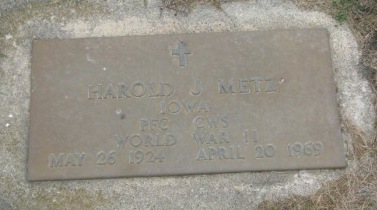 HAROLD J METZ
IOWA
PFC CWS
WORLD WAR II
MAY 26 1924 APRIL 20 1969